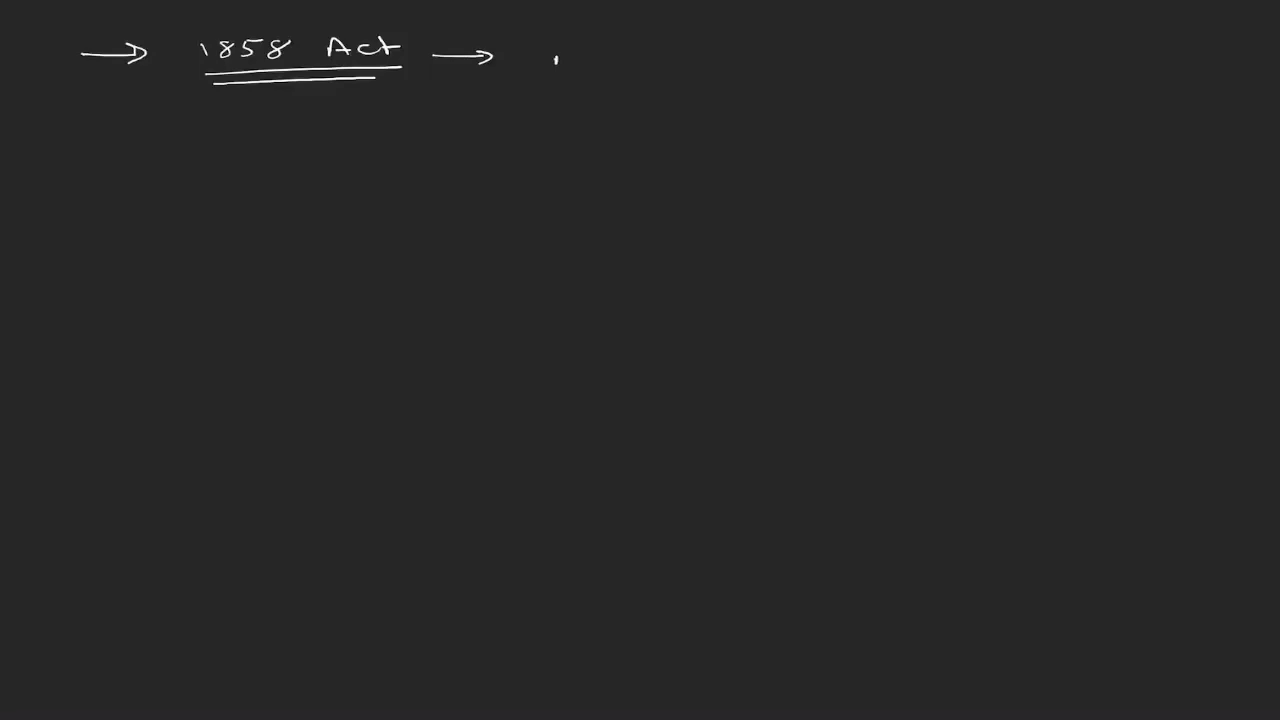 → 1858 Act →